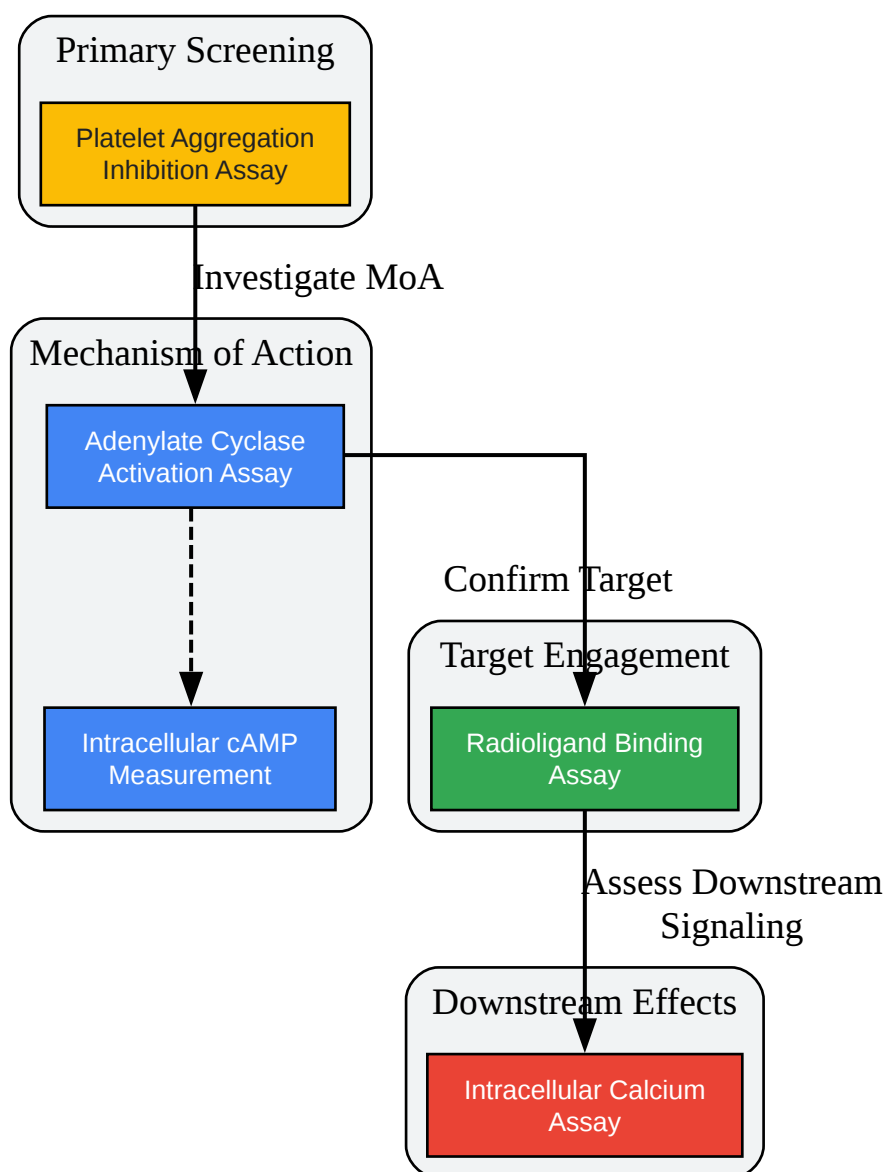 Primary Screening
Platelet Aggregation
Inhibition Assay
Investigate MoA
Mechanism of Action
Adenylate Cyclase
Activation Assay
Confirm Target
Target Engagement
Intracellular cAMP
Measurement
Radioligand Binding
Assay
Assess Downstream
Signaling
Downstream Effects
Intracellular Calcium
Assay